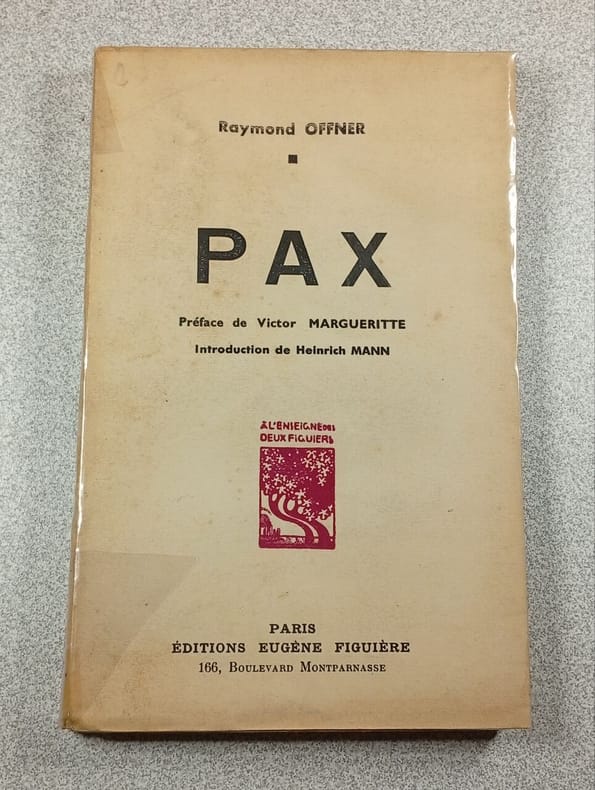 Raymond OFFNER
PAX
Préface de Victor MARGUERITTE
Introduction de Heinrich MANN
À L'ENSEIGNE DES
DEUX FIGUIERS
PARIS
ÉDITIONS EUGÈNE FIGUIÈRE
166, BOULEVARD MONTPARNASSE